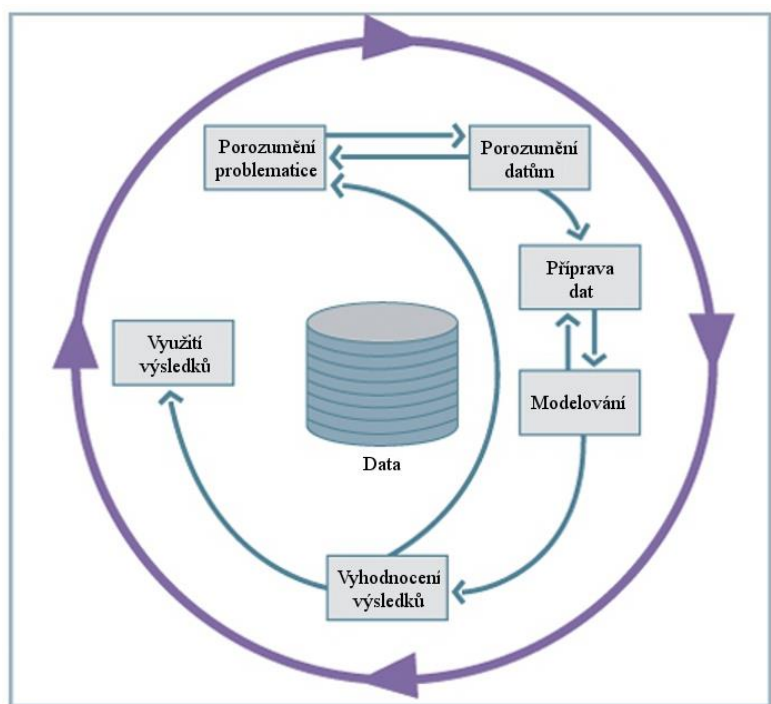 Porozumění
problematice
Porozumění
datům
Příprava
dat
Modelování
Vyhodnocení
výsledků
Využití
výsledků
Data